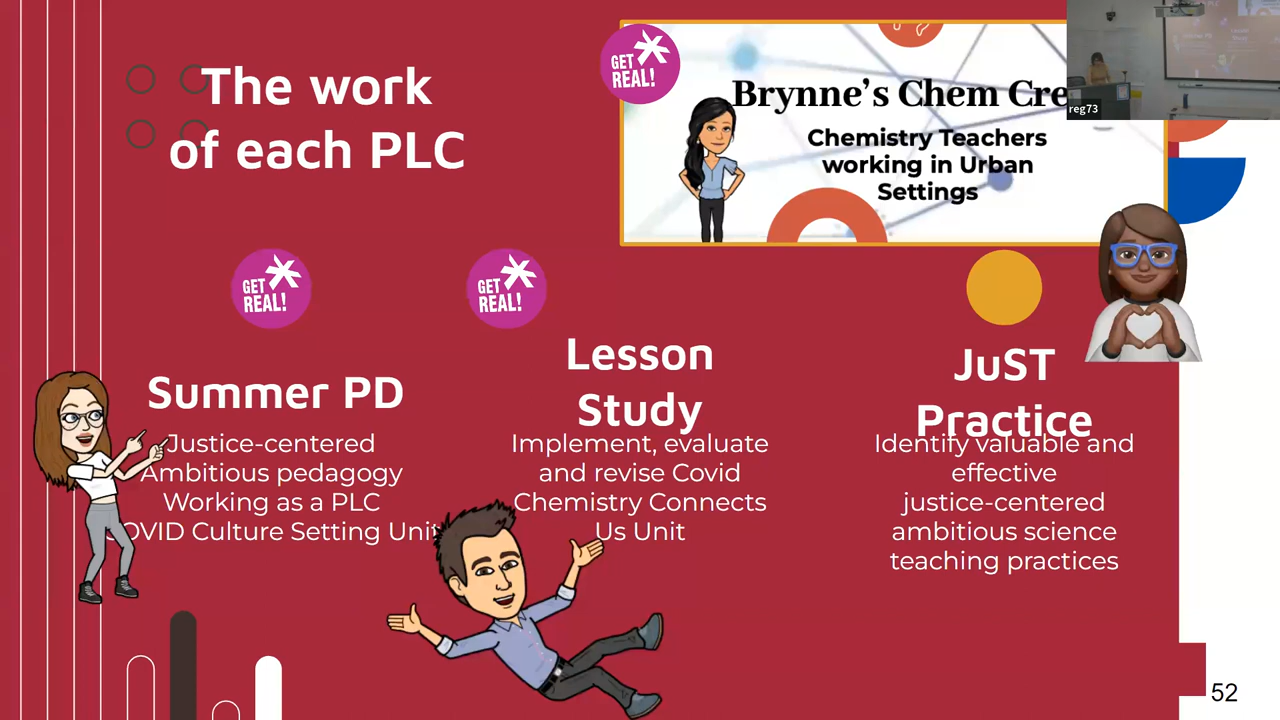 The work
of each PLC
GET
REAL!
Brynne's Chem Cre
Chemistry Teachers
working in Urban
Settings
reg73
GET
REAL!
Summer PD
Justice-centered
Ambitious pedagogy
Working as a PLC
OVID Culture Setting Unit
GET
REAL!
Lesson
Study
Implement, evaluate
and revise Covid
Chemistry Connects
Us Unit
JuST
Practice
Identify valuable and
effective
justice-centered
ambitious science
teaching practices
52